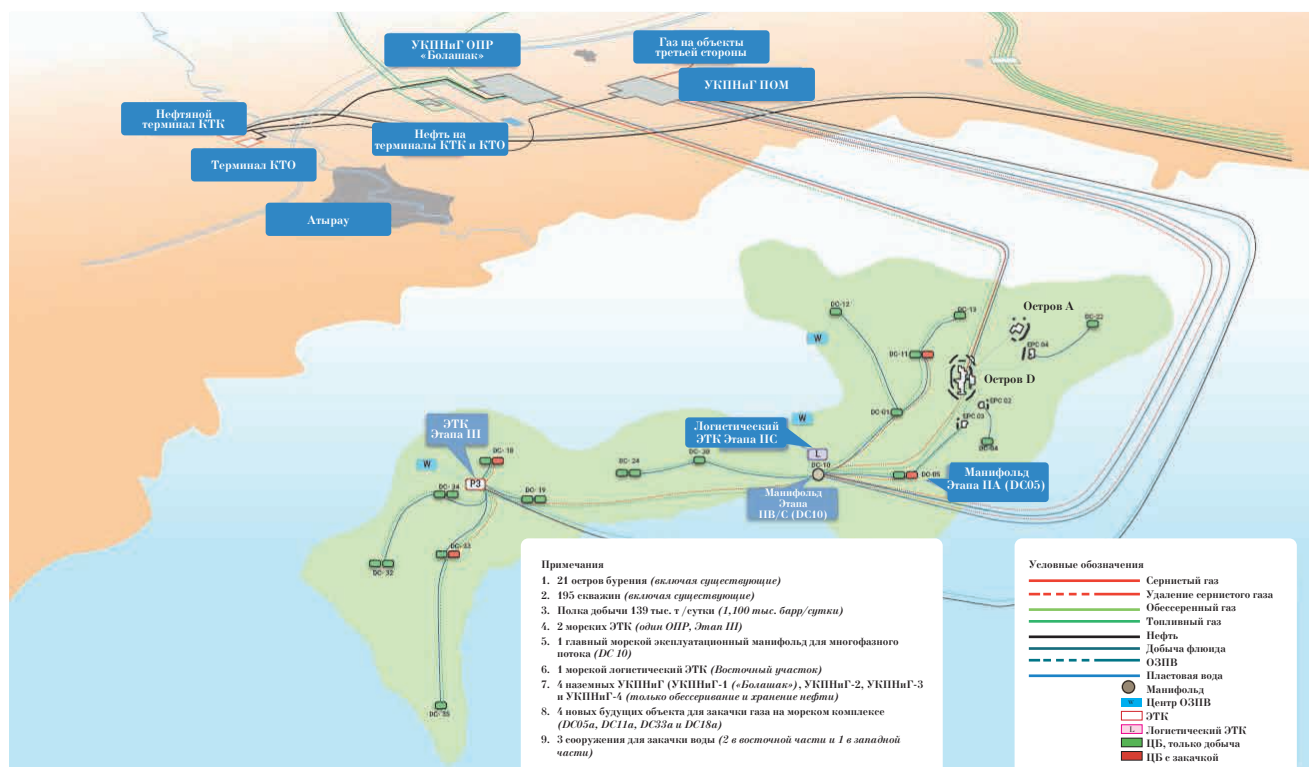 УКПНиГ ОПР
«Болашак»
Газ на объекты
третьей стороны
УКПНиГ ПОМ
Нефтяной
терминал КТК
Нефть на
терминалы КТК и КТО
Терминал КТО
Атырау
DC-12
DC-13
Остров А
DC-22
EPC 04
W
DC-11
Остров D
EPC 02
DC-01
EPC 03
W
DC-04
ЭТК
Этапа III
Логистический
ЭТК Этапа IIC
L
DC-10
DC-18
W
DC-24
DC-20
DC-05
Манифольд
Этапа IIA (DC05)
P3
DC-34
DC-19
Манифольд
Этапа
IIB/C (DC10)
DC-33
DC-32
DC-35
Примечания
1. 21 остров бурения (включая существующие)
2. 195 скважин (включая существующие)
3. Полка добычи 139 тыс. т /сутки (1,100 тыс. барр/сутки)
4. 2 морских ЭТК (один ОПР, Этап III)
5. 1 главный морской эксплуатационный манифольд для многофазного
потока (DC 10)
6. 1 морской логистический ЭТК (Восточный участок)
7. 4 наземных УКПНиГ (УКПНиГ-1 («Болашак»), УКПНиГ-2, УКПНиГ-3
и УКПНиГ-4 (только обессеривание и хранение нефти)
8. 4 новых будущих объекта для закачки газа на морском комплексе
(DC05a, DC11a, DC33a и DC18a)
9. 3 сооружения для закачки воды (2 в восточной части и 1 в западной
части)
Условные обозначения
Сернистый газ
Удаление сернистого газа
Обессеренный газ
Топливный газ
Нефть
Добыча флюида
ОЗПВ
Пластовая вода
Манифольд
W Центр ОЗПВ
ЭТК
L Логистический ЭТК
ЦБ, только добыча
ЦБ с закачкой